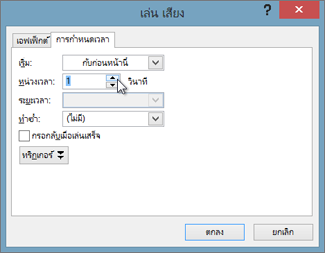 เล่น เสียง
?
เอฟเฟ็กต์ การกำหนดเวลา
เริ่ม: กับก่อนหน้านี้
หน่วงเวลา: 1 วินาที
ระยะเวลา:
ทำซ้ำ: (ไม่มี)
กรอกลับเมื่อเล่นเสร็จ
ทริกเกอร์
ตกลง ยกเลิก